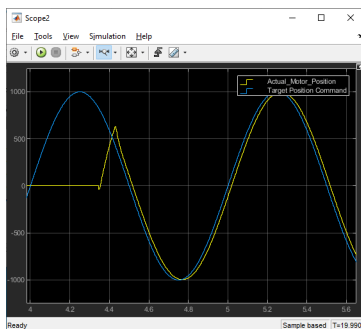 Scope2
File Tools View Simulation Help
Actual_Motor_Position
Target Position Command
1000
500
0
-500
-1000
4 4.2 4.4 4.6 4.8 5 5.2 5.4 5.6
Ready Sample based T=19.990